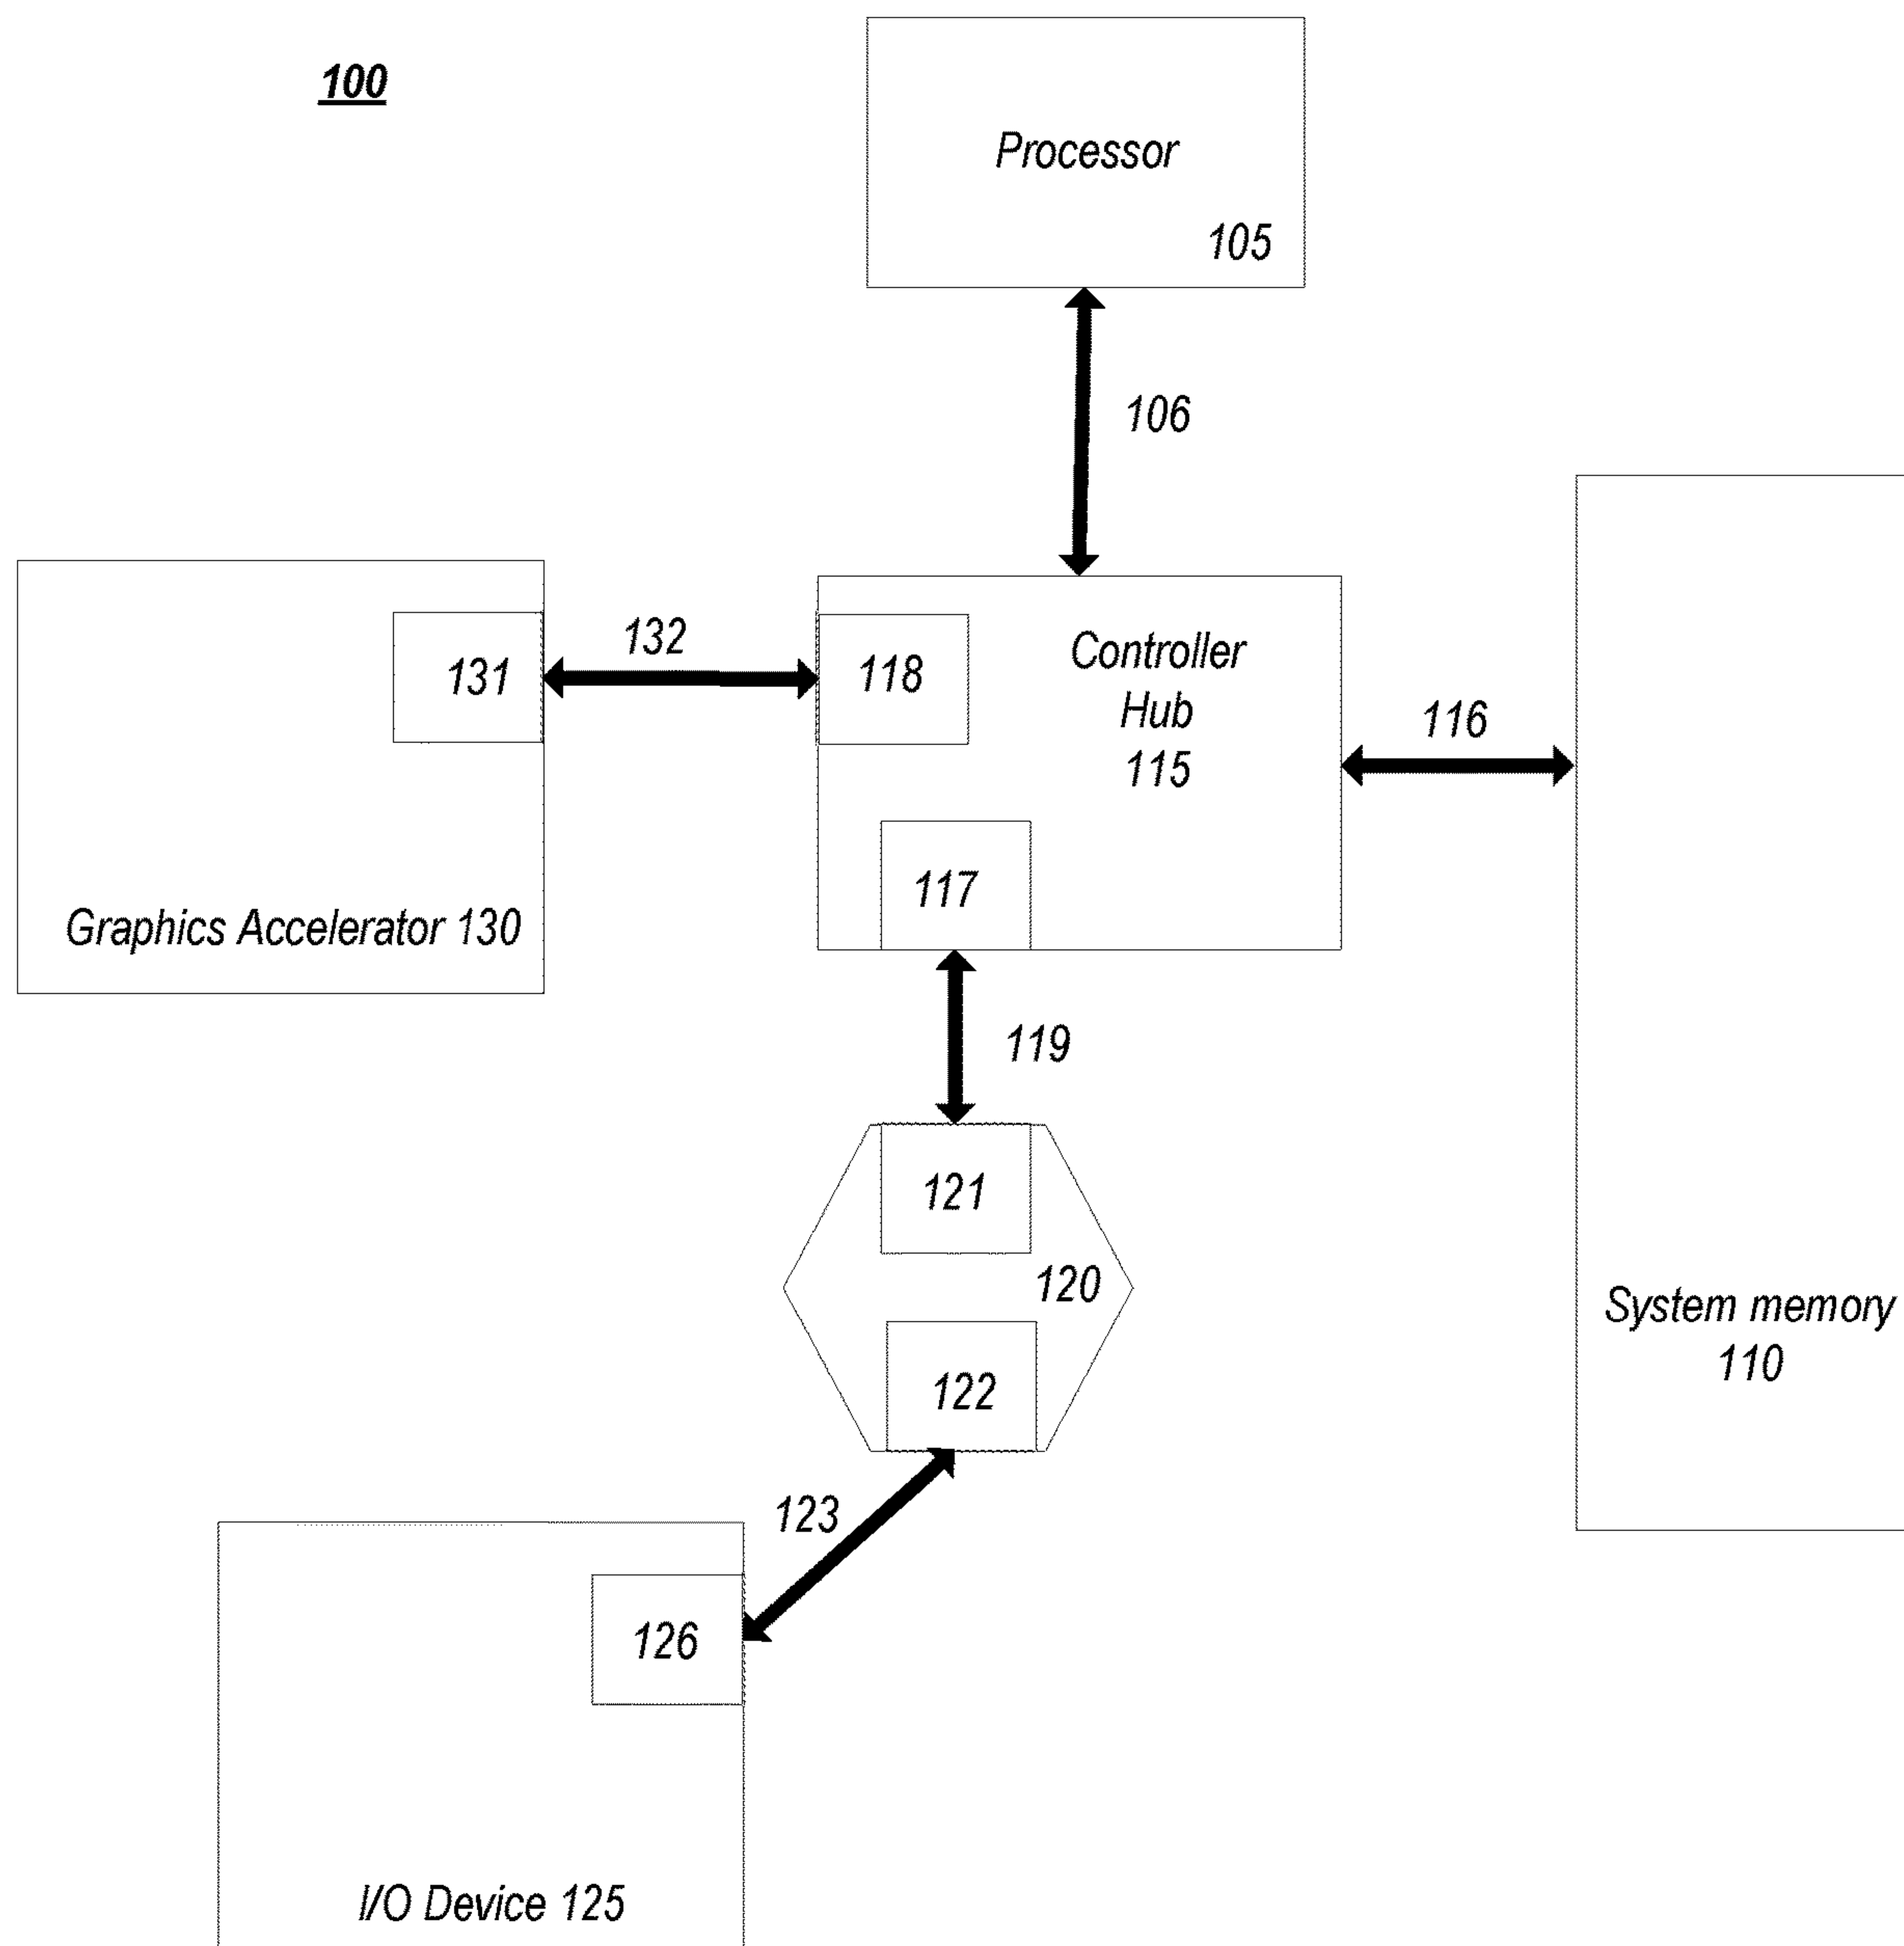 100
Processor
105
106
132
131
118
Controller
Hub
115
116
117
Graphics Accelerator 130
119
121
120
122
System memory
110
123
126
I/O Device 125